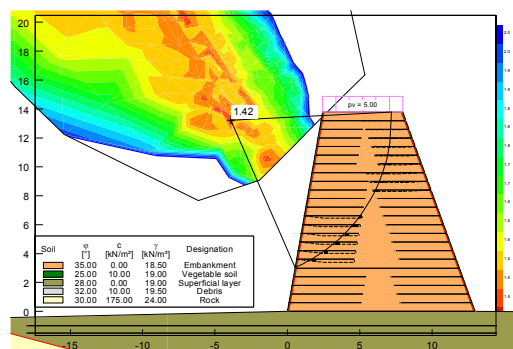 20
18
16
14
12
10
8
6
4
2
0
1.42
pv = 5.00
Soil φ c γ Designation
[°] [kN/m²] [kN/m³]
35.00 0.00 18.50 Embankment
25.00 10.00 19.00 Vegetable soil
28.00 0.00 19.00 Superficial layer
32.00 10.00 19.50 Debris
30.00 175.00 24.00 Rock
-15 -10 -5 0 5 10